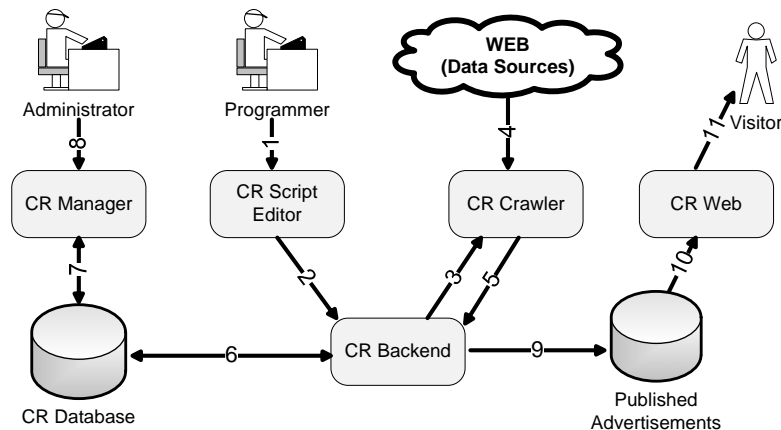 WEB
(Data Sources)
Administrator
Programmer
Visitor
8
1
4
11
CR Manager
CR Script
Editor
CR Crawler
CR Web
7
2
3
5
10
6
CR Backend
9
CR Database
Published
Advertisements